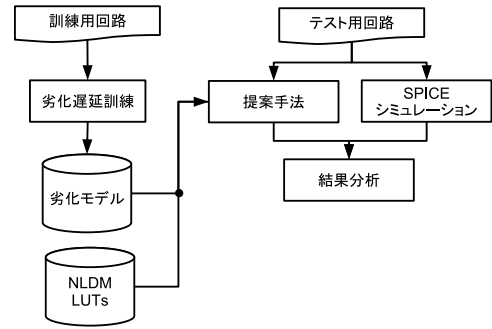 訓練用回路
テスト用回路
劣化遅延訓練
提案手法
SPICE
シミュレーション
劣化モデル
結果分析
NLDM
LUTs